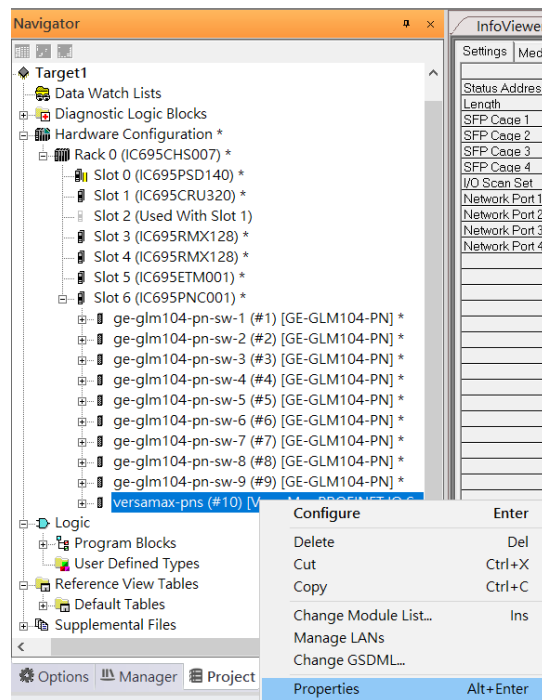 Navigator
InfoViewer
Settings Med
Target1
Data Watch Lists
Diagnostic Logic Blocks
Hardware Configuration *
Rack 0 (IC695CHS007) *
Slot 0 (IC695PSD140) *
Slot 1 (IC695CRU320) *
Slot 2 (Used With Slot 1)
Slot 3 (IC695RMX128) *
Slot 4 (IC695RMX128) *
Slot 5 (IC695ETM001) *
Slot 6 (IC695PNC001) *
ge-glm104-pn-sw-1 (#1) [GE-GLM104-PN] *
ge-glm104-pn-sw-2 (#2) [GE-GLM104-PN] *
ge-glm104-pn-sw-3 (#3) [GE-GLM104-PN] *
ge-glm104-pn-sw-4 (#4) [GE-GLM104-PN] *
ge-glm104-pn-sw-5 (#5) [GE-GLM104-PN] *
ge-glm104-pn-sw-6 (#6) [GE-GLM104-PN] *
ge-glm104-pn-sw-7 (#7) [GE-GLM104-PN] *
ge-glm104-pn-sw-8 (#8) [GE-GLM104-PN] *
ge-glm104-pn-sw-9 (#9) [GE-GLM104-PN] *
versamax-pns (#10)
Logic
Program Blocks
User Defined Types
Reference View Tables
Default Tables
Supplemental Files
Options Manager Project
Status Addres
Length
SFP Cage 1
SFP Cage 2
SFP Cage 3
SFP Cage 4
I/O Scan Set
Network Port 1
Network Port 2
Network Port 3
Network Port 4
Configure Enter
Delete Del
Cut Ctrl+X
Copy Ctrl+C
Change Module List... Ins
Manage LANs
Change GSDML...
Properties Alt+Enter